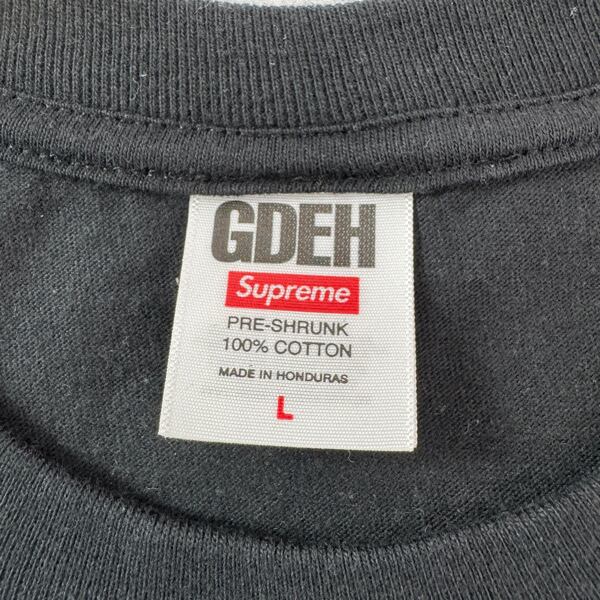 GDEH
Supreme
PRE-SHRUNK
100% COTTON
MADE IN HONDURAS
L